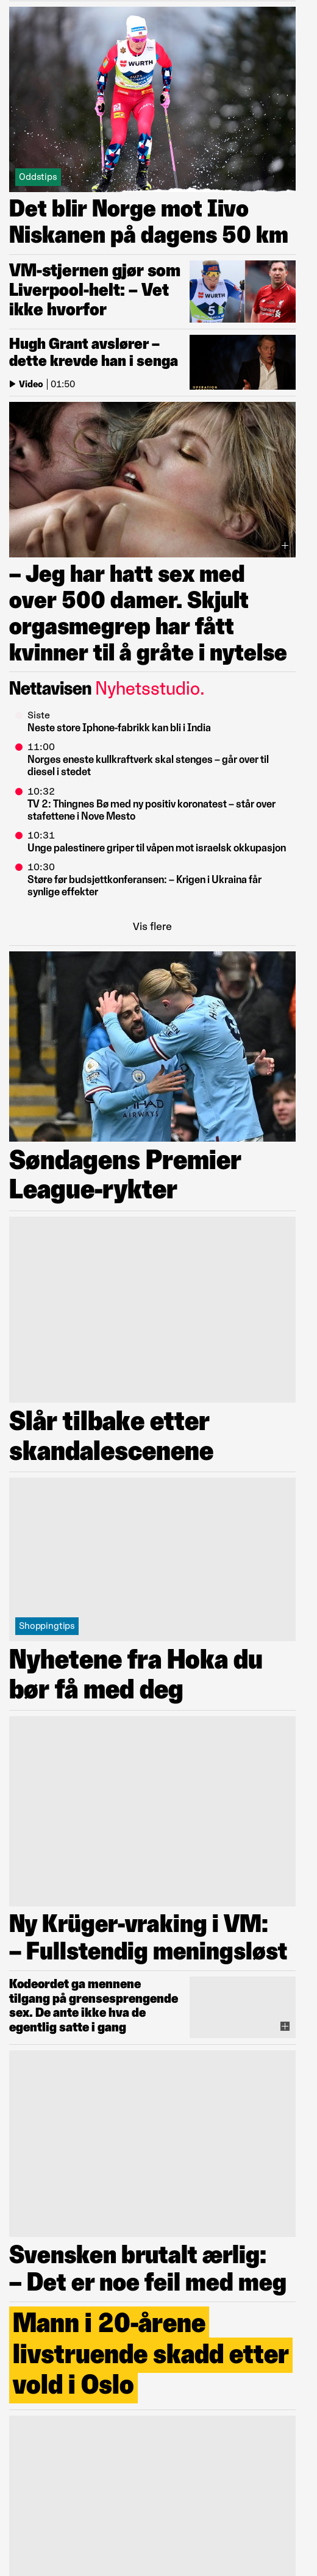 WÜRTH
Oddstips
Det blir Norge mot Iivo
Niskanen på dagens 50 km
VM-stjernen gjør som
Liverpool-helt: – Vet
ikke hvorfor
WÜRTH
5
Hugh Grant avslører –
dette krevde han i senga
Video | 01:50
OPERATION
– Jeg har hatt sex med
over 500 damer. Skjult
orgasmegrep har fått
kvinner til å gråte i nytelse
Nettavisen Nyhetsstudio.
Siste
Neste store Iphone-fabrikk kan bli i India
11:00
Norges eneste kullkraftverk skal stenges – går over til
diesel i stedet
10:32
TV 2: Thingnes Bø med ny positiv koronatest – står over
stafettene i Nove Mesto
10:31
Unge palestinere griper til våpen mot israelsk okkupasjon
10:30
Støre før budsjettkonferansen: – Krigen i Ukraina får
synlige effekter
Vis flere
AIRWAYS
Søndagens Premier
League-rykter
Slår tilbake etter
skandalescenene
Shoppingtips
Nyhetene fra Hoka du
bør få med deg
Ny Krüger-vraking i VM:
– Fullstendig meningsløst
Kodeordet ga mennene
tilgang på grensesprengende
sex. De ante ikke hva de
egentlig satte i gang
Svensken brutalt ærlig:
– Det er noe feil med meg
Mann i 20-årene
livstruende skadd etter
vold i Oslo